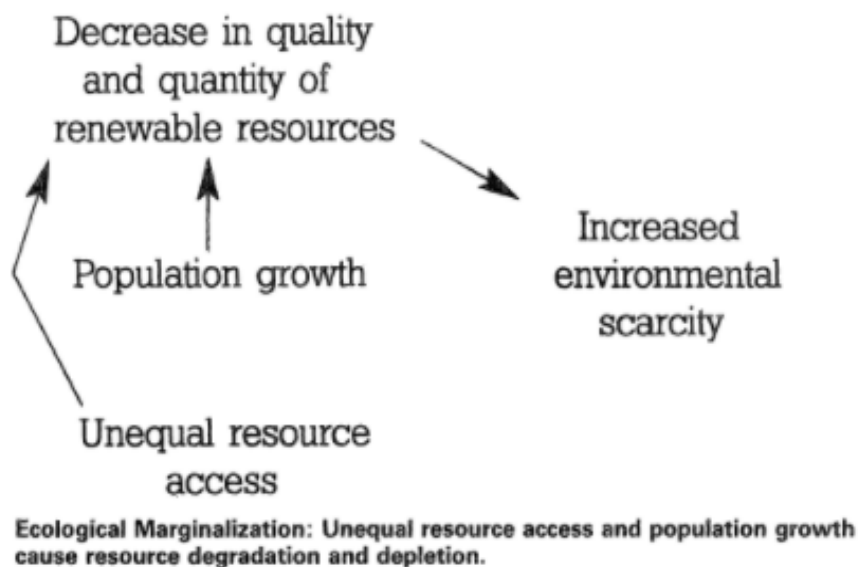 Decrease in quality
and quantity of
renewable resources
Population growth
Increased
environmental
scarcity
Unequal resource
access
Ecological Marginalization: Unequal resource access and population growth
cause resource degradation and depletion.